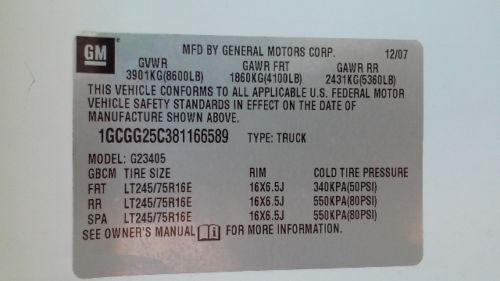 GM MFD BY GENERAL MOTORS CORP. 12/07
GVWR GAWR FRT GAWR RR
3901KG(8600LB) 1860KG(4100LB) 2431KG(5360LB)
THIS VEHICLE CONFORMS TO ALL APPLICABLE U.S. FEDERAL MOTOR
VEHICLE SAFETY STANDARDS IN EFFECT ON THE DATE OF
MANUFACTURE SHOWN ABOVE.
1GCGG25C381166589 TYPE: TRUCK
MODEL: G23405
GBCM TIRE SIZE RIM COLD TIRE PRESSURE
FRT LT245/75R16E 16X6.5J 340KPA(50PSI)
RR LT245/75R16E 16X6.5J 550KPA(80PSI)
SPA LT245/75R16E 16X6.5J 550KPA(80PSI)
SEE OWNER'S MANUAL FOR MORE INFORMATION.